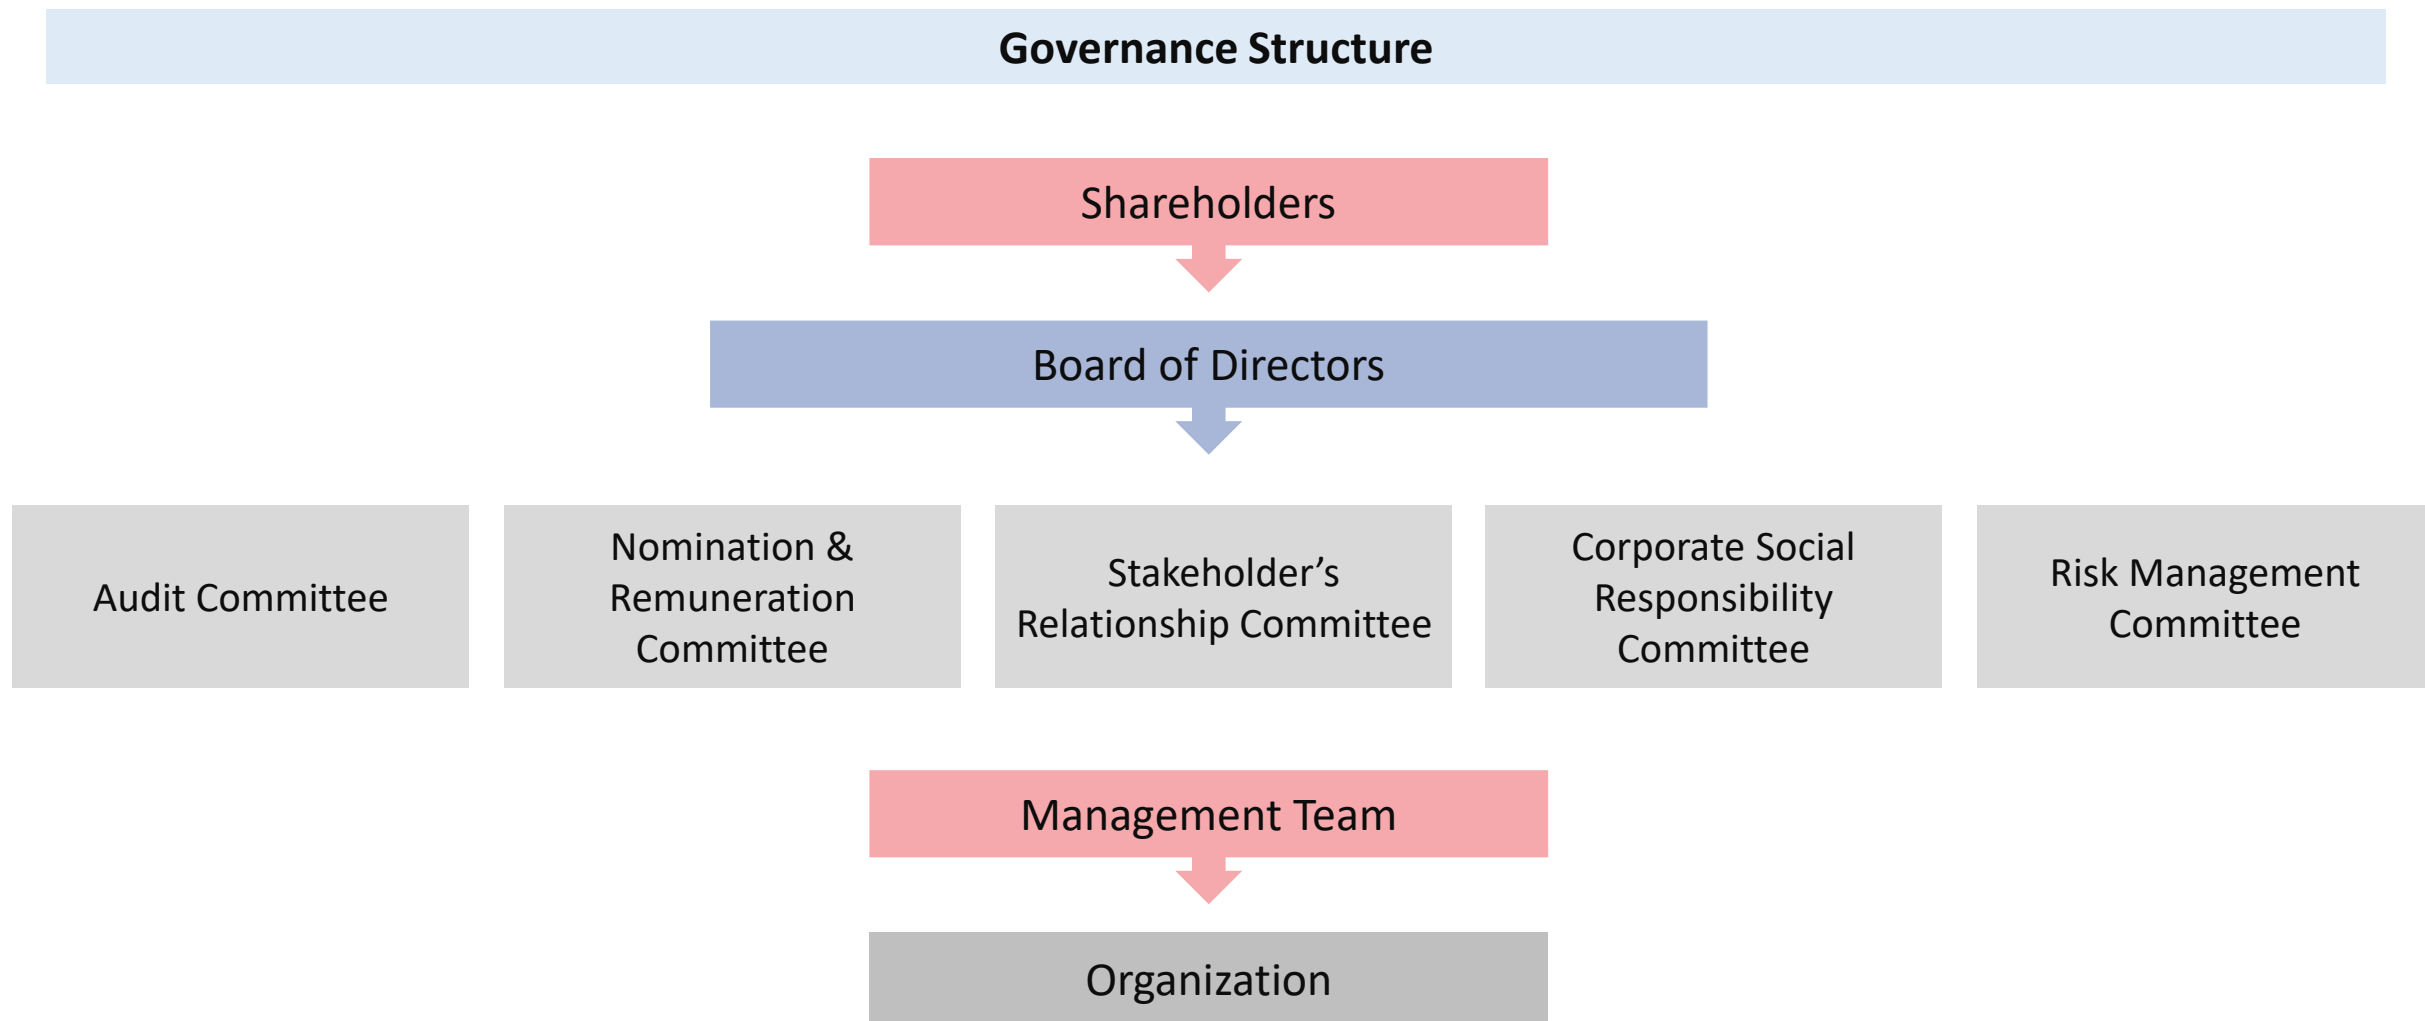 Governance Structure
Shareholders
Board of Directors
Audit Committee
Nomination &
Remuneration
Committee
Stakeholder’s
Relationship Committee
Corporate Social
Responsibility
Committee
Risk Management
Committee
Management Team
Organization